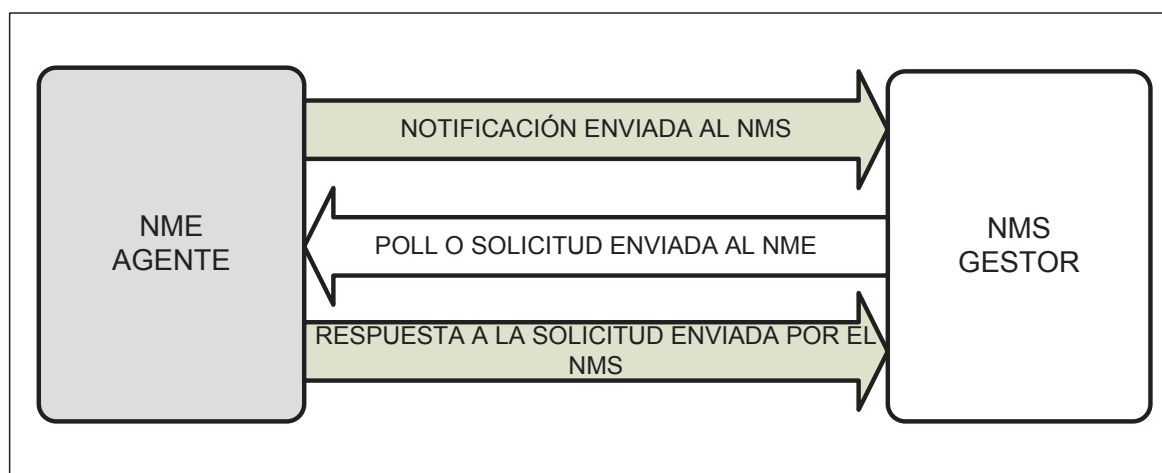 NOTIFICACIÓN ENVIADA AL NMS
NME
AGENTE
POLL O SOLICITUD ENVIADA AL NME
NMS
GESTOR
RESPUESTA A LA SOLICITUD ENVIADA POR EL
NMS